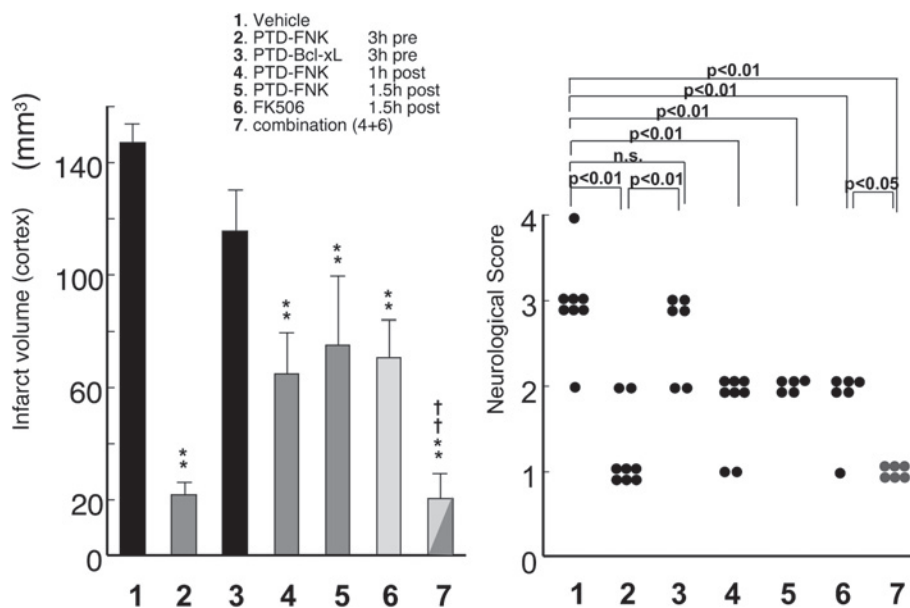 1. Vehicle
2. PTD-FNK 3h pre
3. PTD-Bcl-xL 3h pre
4. PTD-FNK 1h post
5. PTD-FNK 1.5h post
6. FK506 1.5h post
7. combination (4+6)
Infarct volume (cortex) (mm³)
140
100
60
20
0
**
**
**
**
††**
1 2 3 4 5 6 7
p<0.01
p<0.01
p<0.01
p<0.01
n.s.
p<0.01 p<0.01 p<0.05
Neurological Score
4
3
2
1
0
1 2 3 4 5 6 7